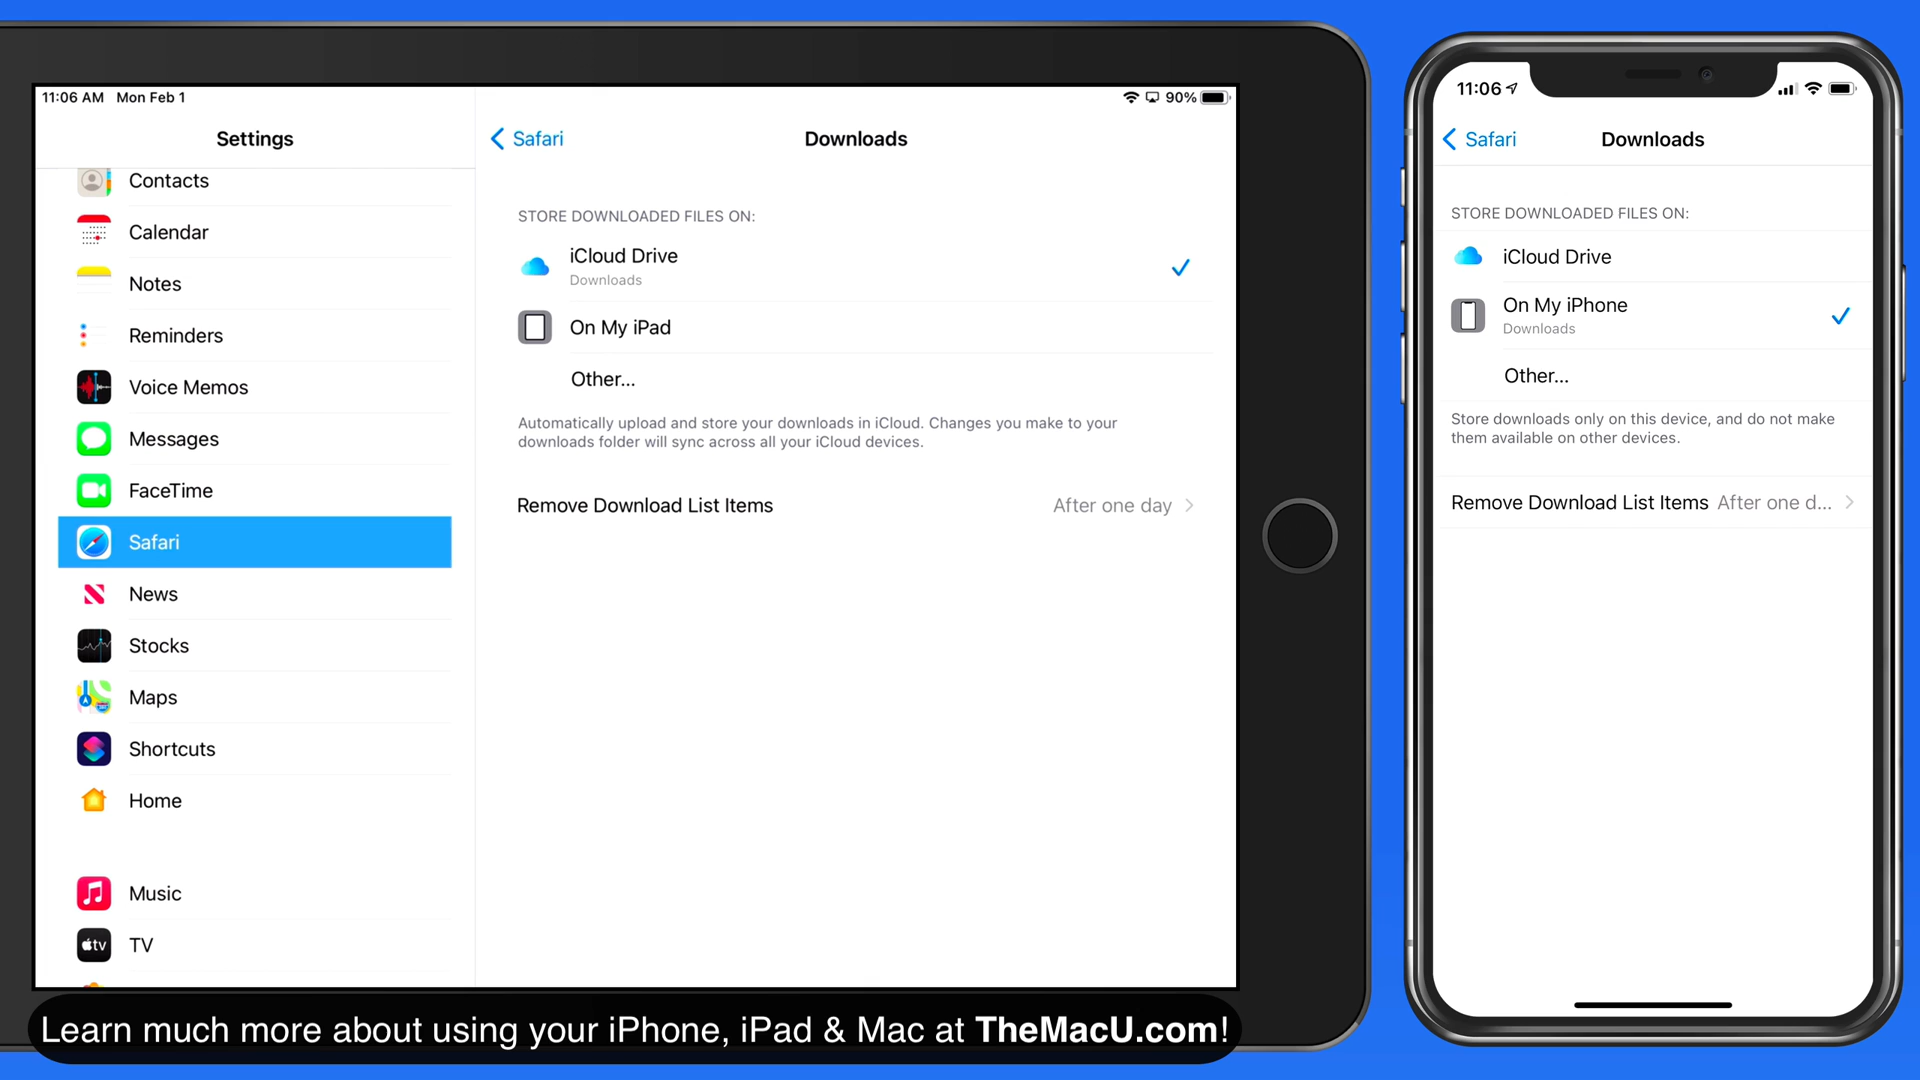 11:06 AM Mon Feb 1
90%
Settings
Contacts
Calendar
Notes
Reminders
Voice Memos
Messages
FaceTime
Safari
News
Stocks
Maps
Shortcuts
Home
Music
tv
TV
Safari
Downloads
STORE DOWNLOADED FILES ON:
iCloud Drive
Downloads
On My iPad
Other...
Automatically upload and store your downloads in iCloud. Changes you make to your
downloads folder will sync across all your iCloud devices.
Remove Download List Items After one day
11:06
Safari
Downloads
STORE DOWNLOADED FILES ON:
iCloud Drive
On My iPhone
Downloads
Other...
Store downloads only on this device, and do not make
them available on other devices.
Remove Download List Items After one d...
Learn much more about using your iPhone, iPad & Mac at TheMacU.com!